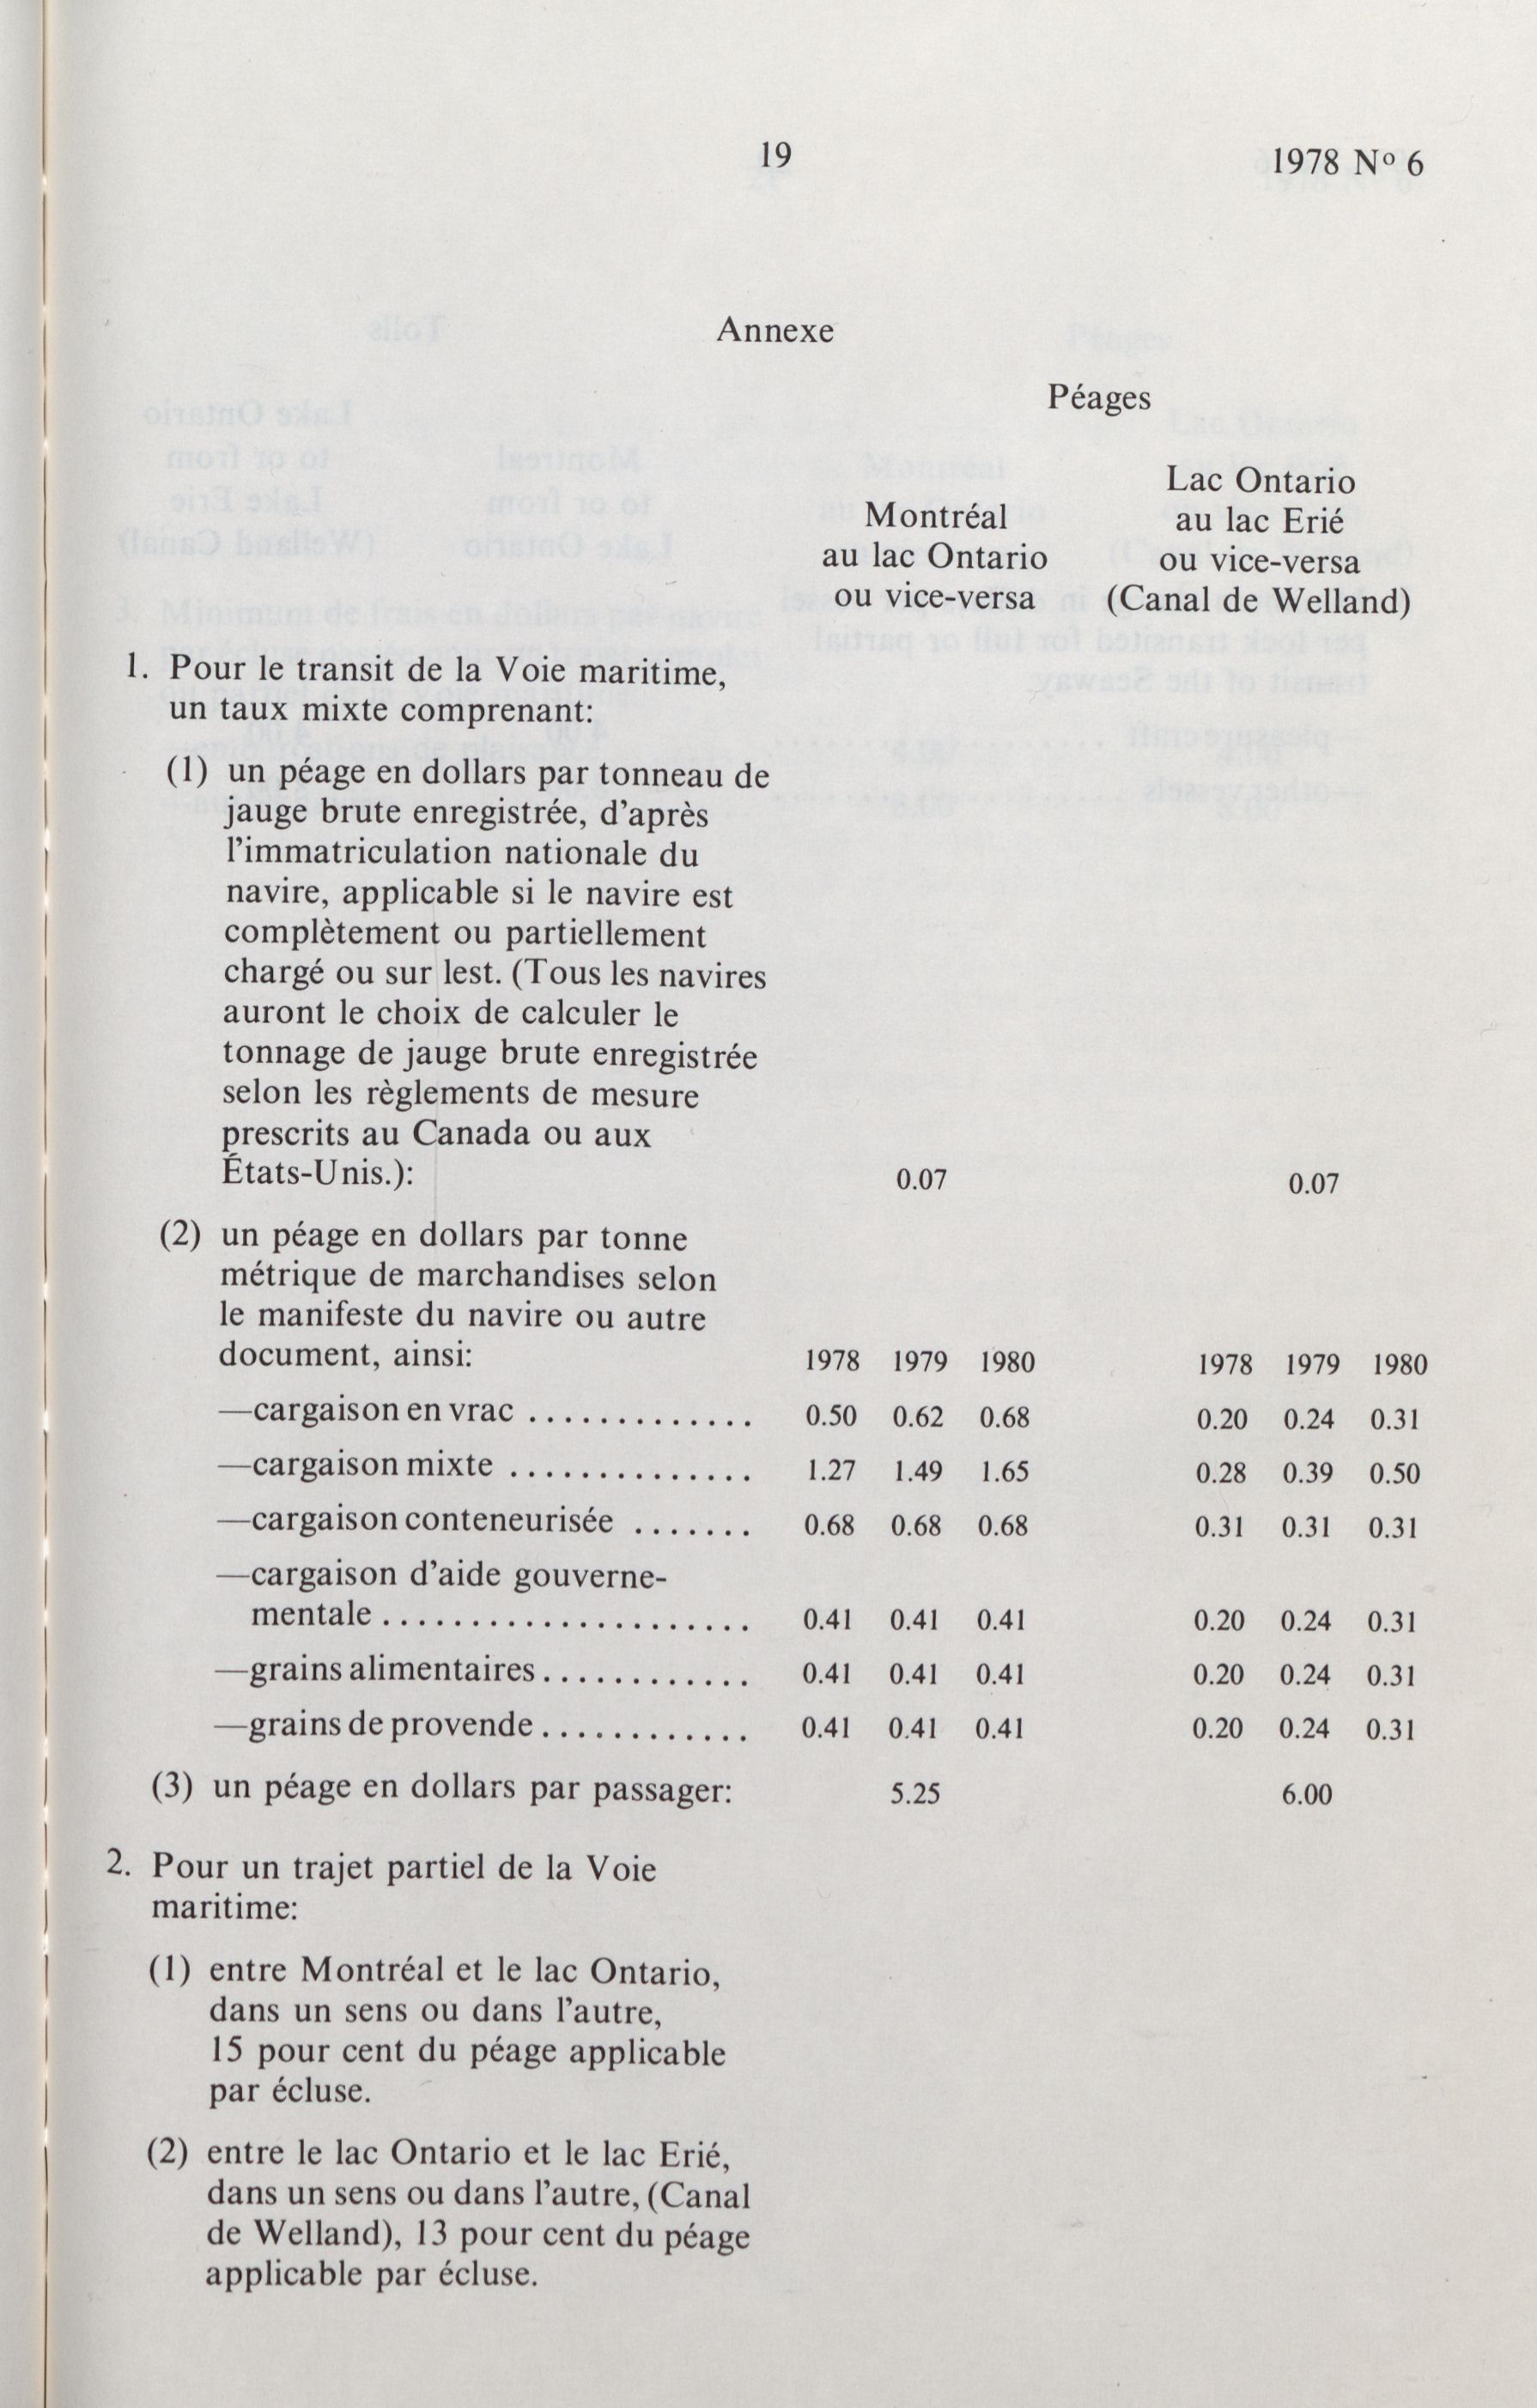 19
1978 Nº 6
Annexe
Péages
Montréal
au lac Ontario
ou vice-versa
Lac Ontario
au lac Erié
ou vice-versa
(Canal de Welland)
1. Pour le transit de la Voie maritime,
un taux mixte comprenant:
(1) un péage en dollars par tonneau de
jauge brute enregistrée, d'après
l'immatriculation nationale du
navire, applicable si le navire est
complètement ou partiellement
chargé ou sur lest. (Tous les navires
auront le choix de calculer le
tonnage de jauge brute enregistrée
selon les règlements de mesure
prescrits au Canada ou aux
États-Unis.): 0.07 0.07
(2) un péage en dollars par tonne
métrique de marchandises selon
le manifeste du navire ou autre
document, ainsi: 1978 1979 1980 1978 1979 1980
—cargaison en vrac ............. 0.50 0.62 0.68 0.20 0.24 0.31
—cargaison mixte .............. 1.27 1.49 1.65 0.28 0.39 0.50
—cargaison conteneurisée ....... 0.68 0.68 0.68 0.31 0.31 0.31
—cargaison d'aide gouverne-
mentale ..................... 0.41 0.41 0.41 0.20 0.24 0.31
—grains alimentaires............ 0.41 0.41 0.41 0.20 0.24 0.31
—grains de provende............ 0.41 0.41 0.41 0.20 0.24 0.31
(3) un péage en dollars par passager: 5.25 6.00
2. Pour un trajet partiel de la Voie
maritime:
(1) entre Montréal et le lac Ontario,
dans un sens ou dans l'autre,
15 pour cent du péage applicable
par écluse.
(2) entre le lac Ontario et le lac Erié,
dans un sens ou dans l'autre, (Canal
de Welland), 13 pour cent du péage
applicable par écluse.